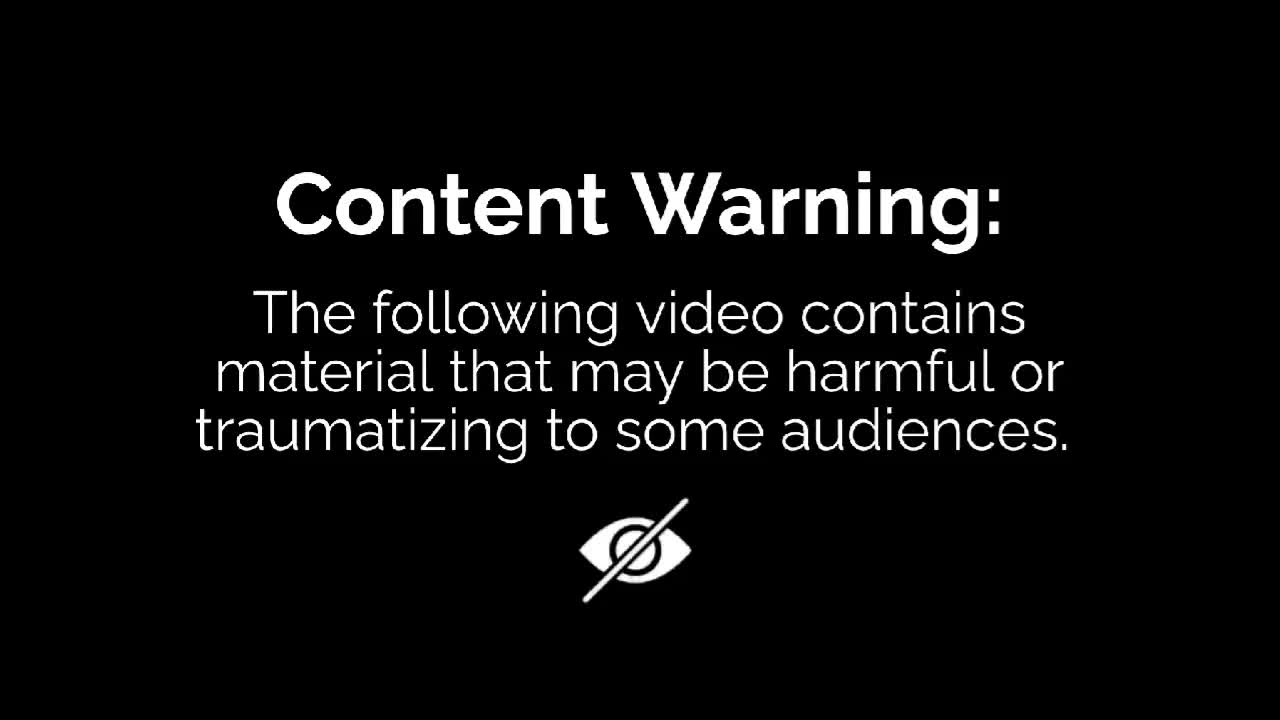 Content Warning:
The following video contains
material that may be harmful or
traumatizing to some audiences.